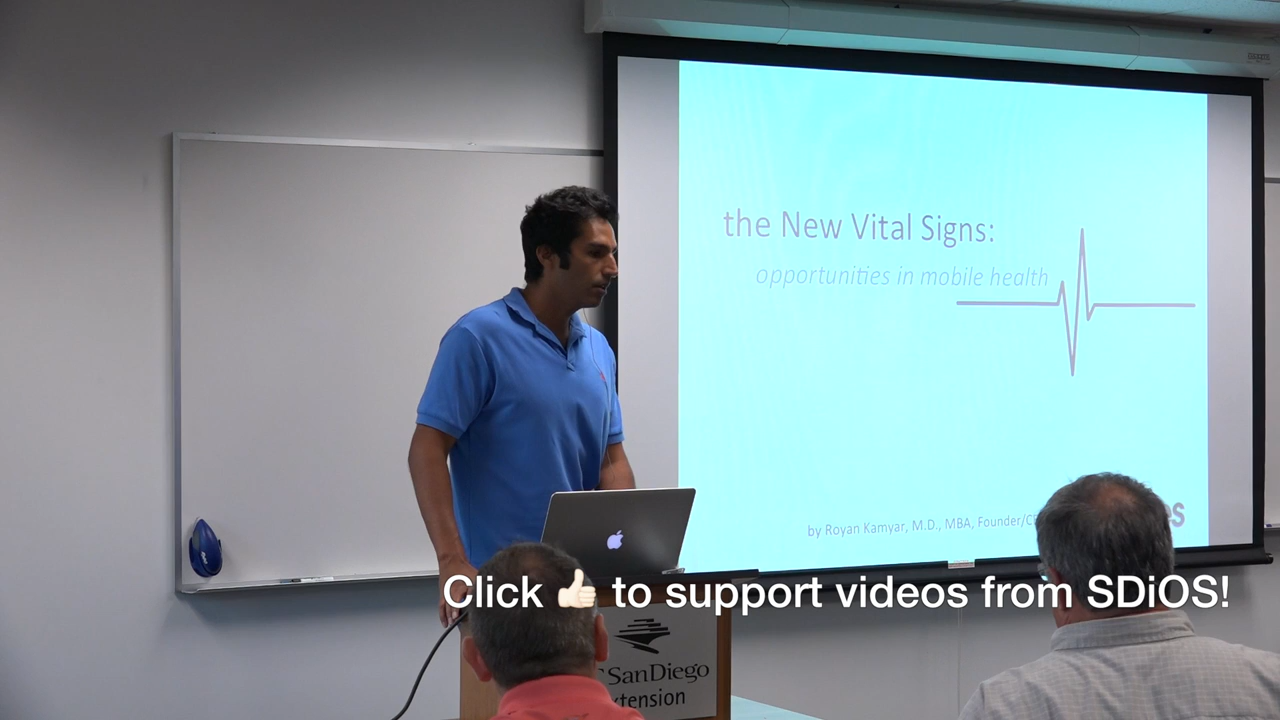 the New Vital Signs:
opportunities in mobile health
by Royan Kamyar, M.D., MBA, Founder/
Click 👍🏻 to support videos from SDiOS!
SanDiego